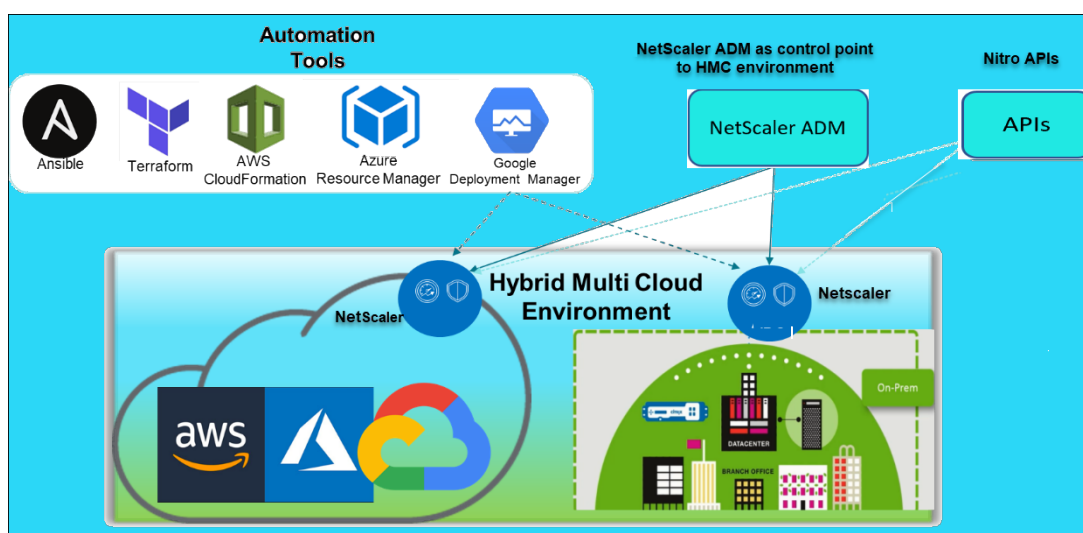 Automation
Tools
NetScaler ADM as control point
to HMC environment
Nitro APIs
Ansible
Terraform
AWS
CloudFormation
Azure
Resource Manager
Google
Deployment Manager
NetScaler ADM
APIs
Hybrid Multi Cloud
Environment
NetScaler
Netscaler
aws
On-Prem
citrix
DATACENTER
BRANCH OFFICE